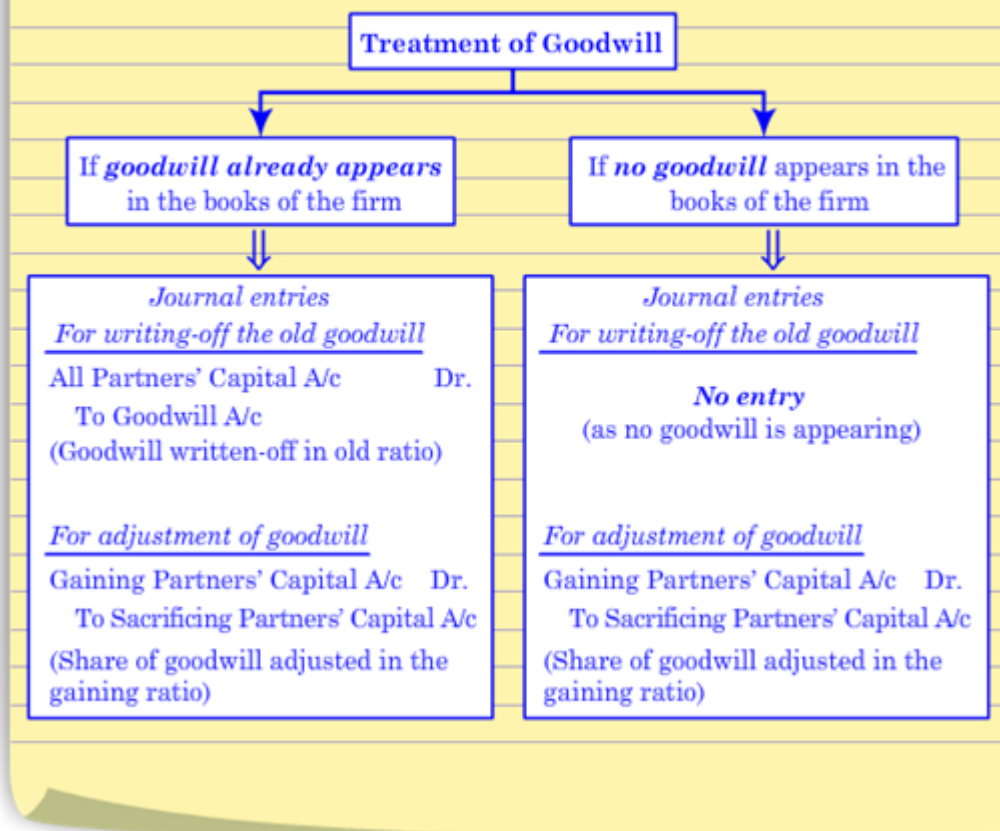 Treatment of Goodwill
If goodwill already appears
in the books of the firm
If no goodwill appears in the
books of the firm
Journal entries
For writing-off the old goodwill
All Partners' Capital A/c Dr.
To Goodwill A/c
(Goodwill written-off in old ratio)
For adjustment of goodwill
Gaining Partners' Capital A/c Dr.
To Sacrificing Partners' Capital A/c
(Share of goodwill adjusted in the
gaining ratio)
Journal entries
For writing-off the old goodwill
No entry
(as no goodwill is appearing)
For adjustment of goodwill
Gaining Partners' Capital A/c Dr.
To Sacrificing Partners' Capital A/c
(Share of goodwill adjusted in the
gaining ratio)